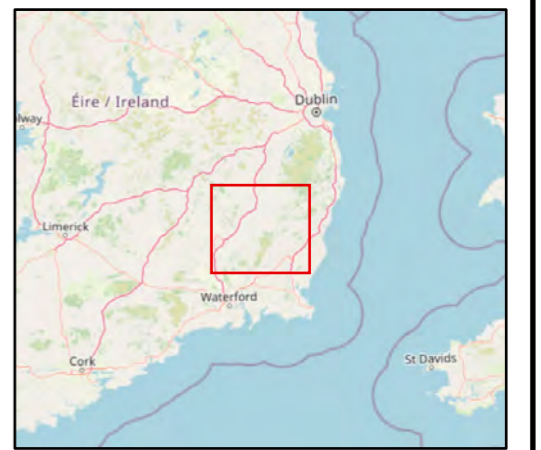 Dublin
Éire / Ireland
lway
Limerick
Waterford
St Davids
Cork